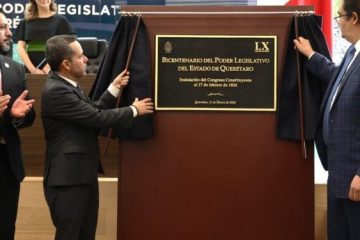 ODER LEGISLAT
LX
BICENTENARIO DEL PODER LEGISLATIVO
DEL ESTADO DE QUERÉTARO
Instalación del Congreso Constituyente
el 17 de febrero de 1824